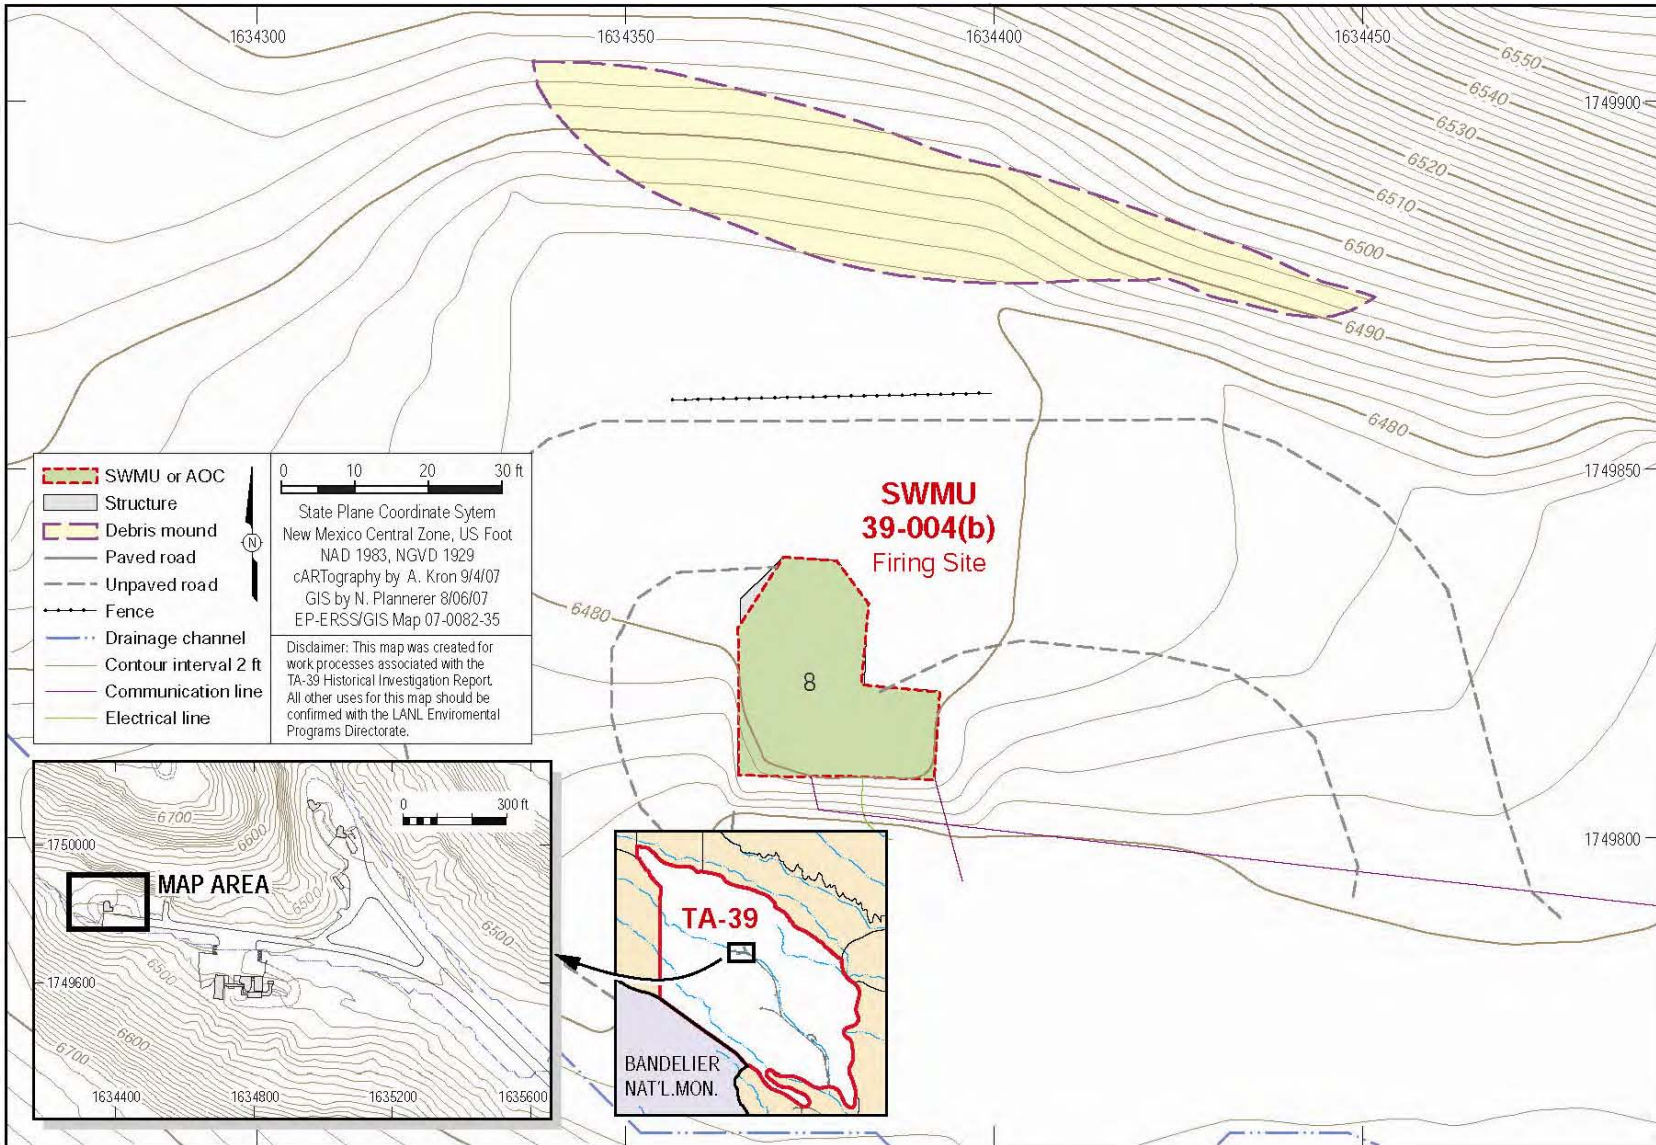 1634300
1634350
1634400
1634450
6550
6540
1749900
6530
6520
6510
6500
6490
6480
1749850
SWMU
39-004(b)
Firing Site
6480
8
1749800
SWMU or AOC
Structure
Debris mound
Paved road
Unpaved road
Fence
Drainage channel
Contour interval 2 ft
Communication line
Electrical line
N
0 10 20 30 ft
State Plane Coordinate Sytem
New Mexico Central Zone, US Foot
NAD 1983, NGVD 1929
cARTography by A. Kron 9/4/07
GIS by N. Plannerer 8/06/07
EP-ERSS/GIS Map 07-0082-35
Disclaimer: This map was created for
work processes associated with the
TA-39 Historical Investigation Report.
All other uses for this map should be
confirmed with the LANL Enviromental
Programs Directorate.
0 300 ft
6700
6600
1750000
MAP AREA
6500
6500
6500
1749600
6600
6700
1634400
1634800
1635200
1635600
TA-39
BANDELIER
NAT'L.MON.